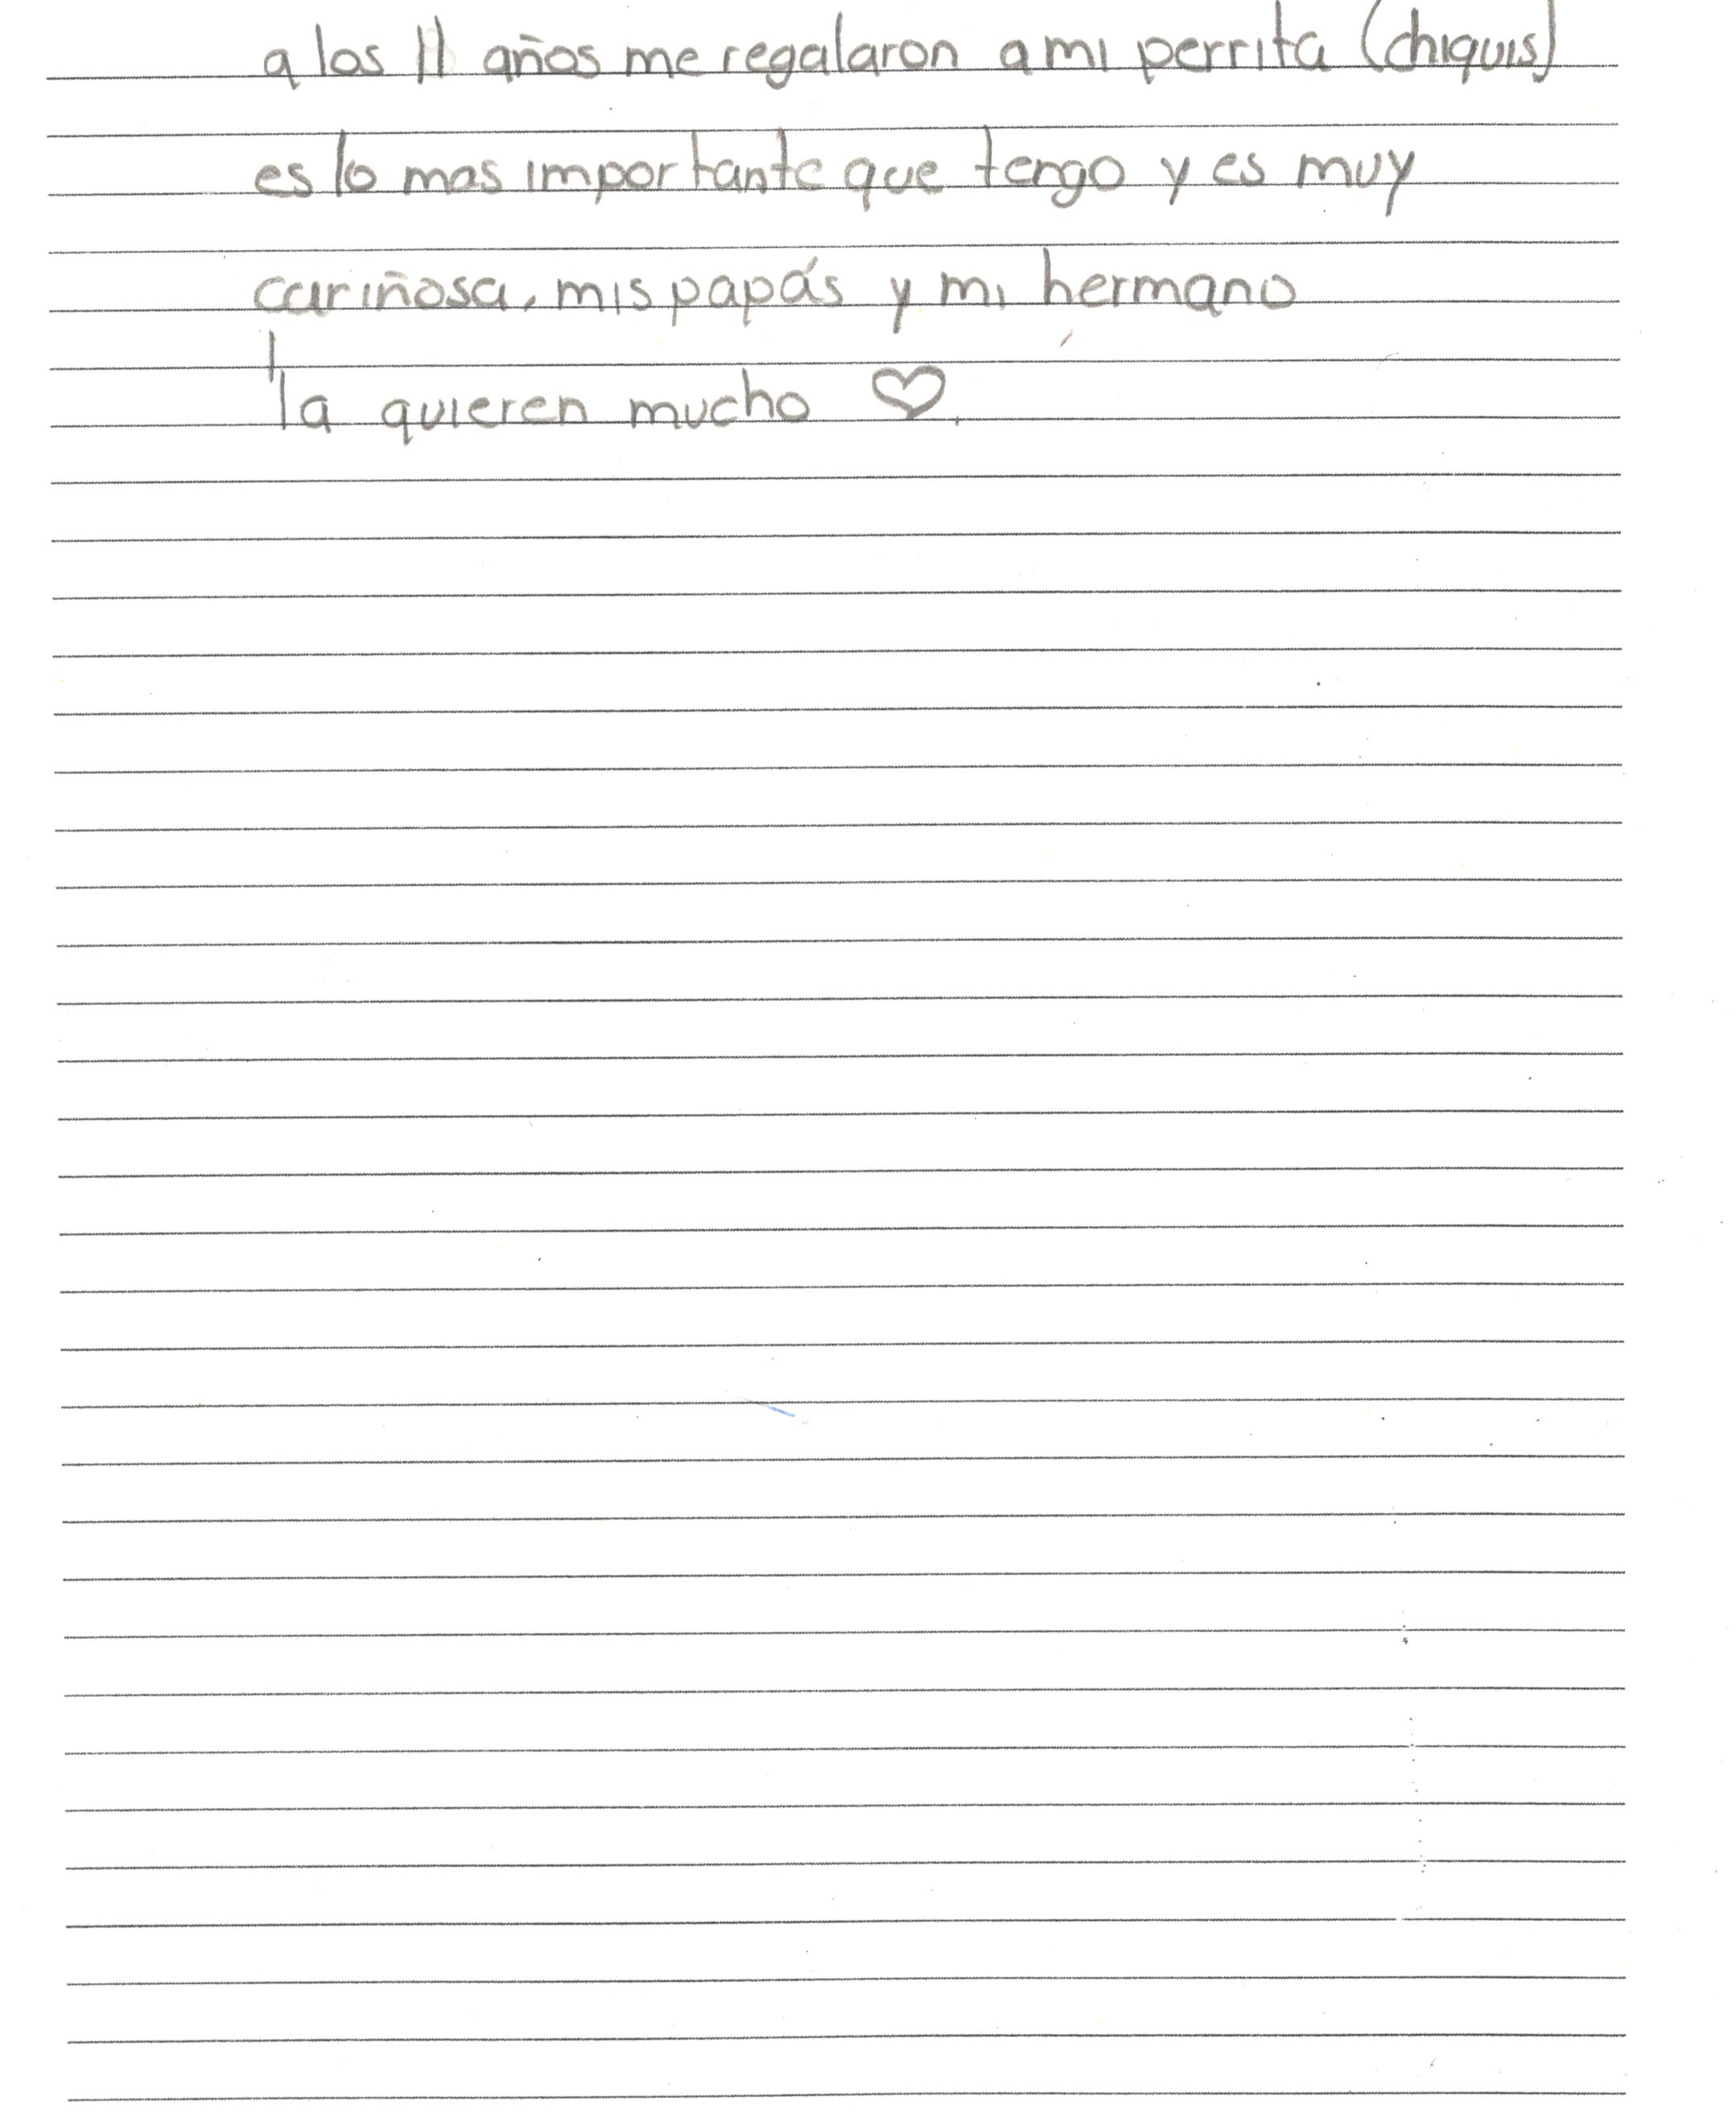 a los 11 años me regalaron a mi perrita (chiquis)
es lo mas importante que tengo y es muy
cariñosa, mis papás y mi hermano
la quieren mucho ♡.